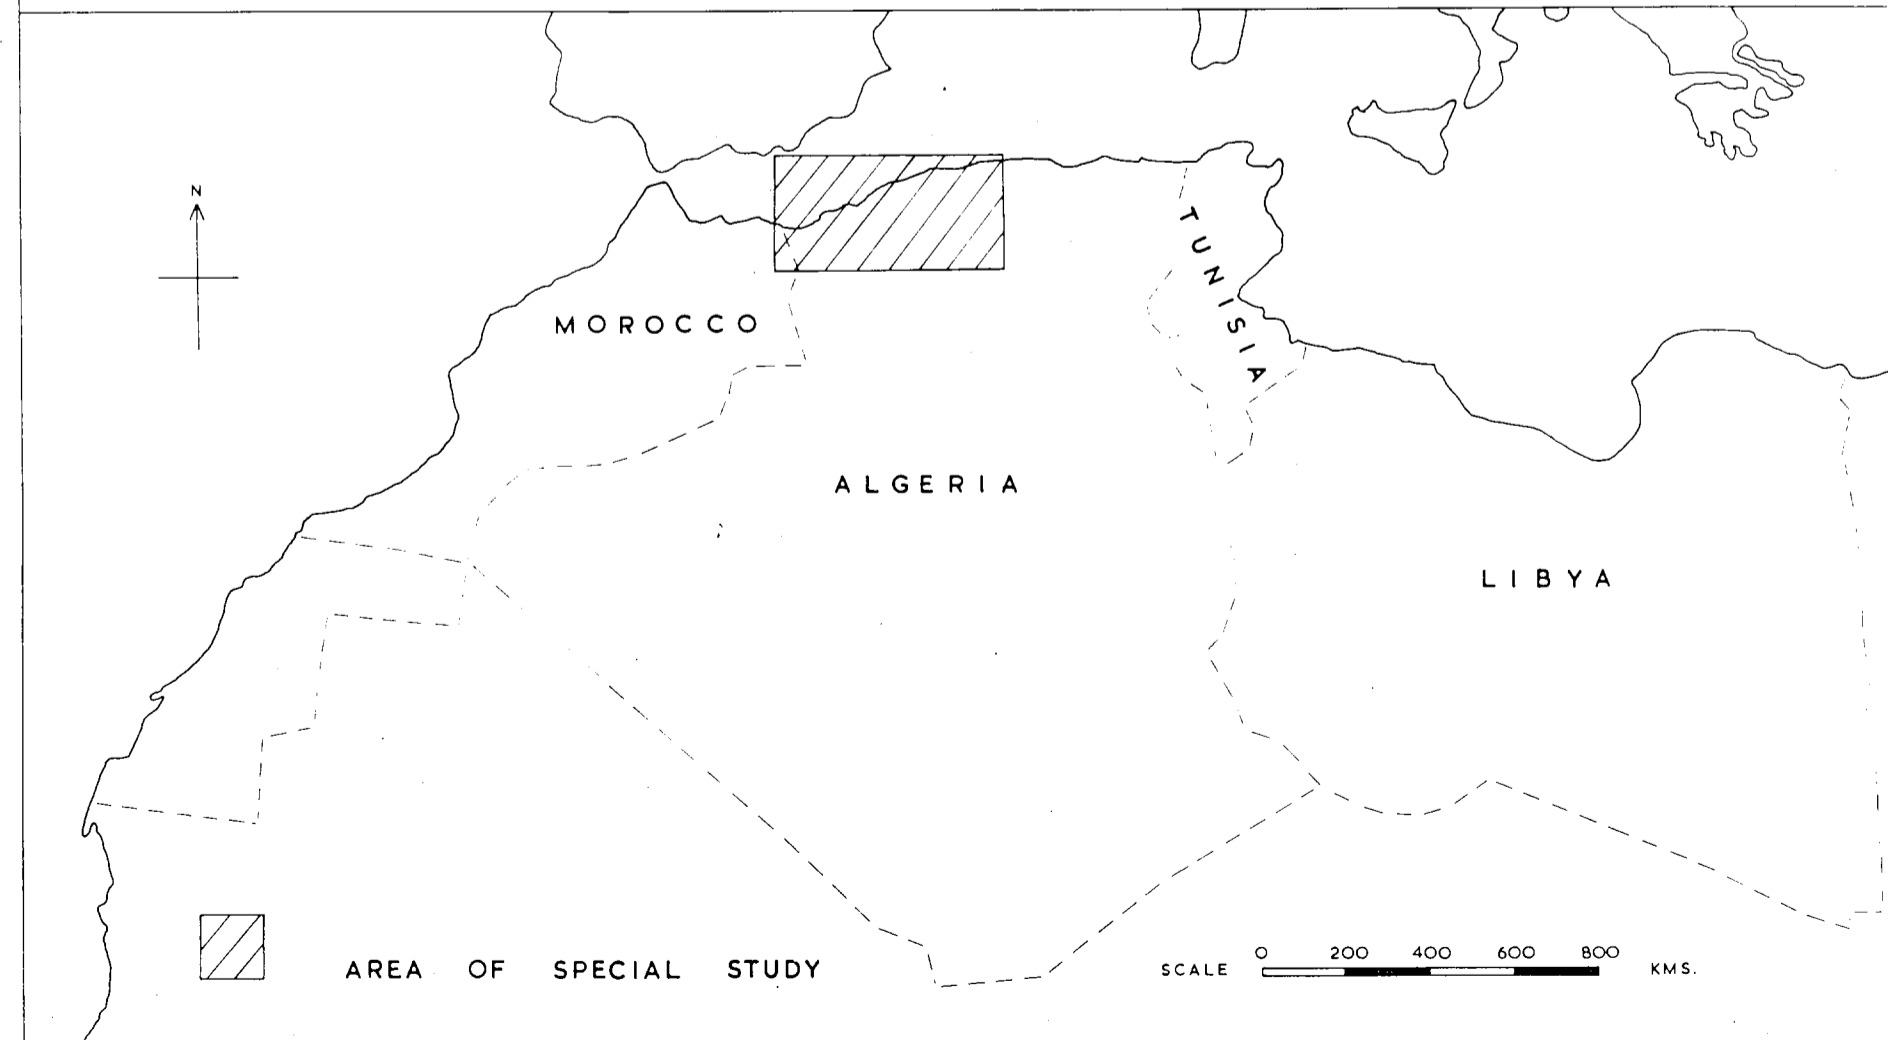 N
TUNISIA
MOROCCO
ALGERIA
LIBYA
AREA OF SPECIAL STUDY
SCALE 0 200 400 600 800 KMS.